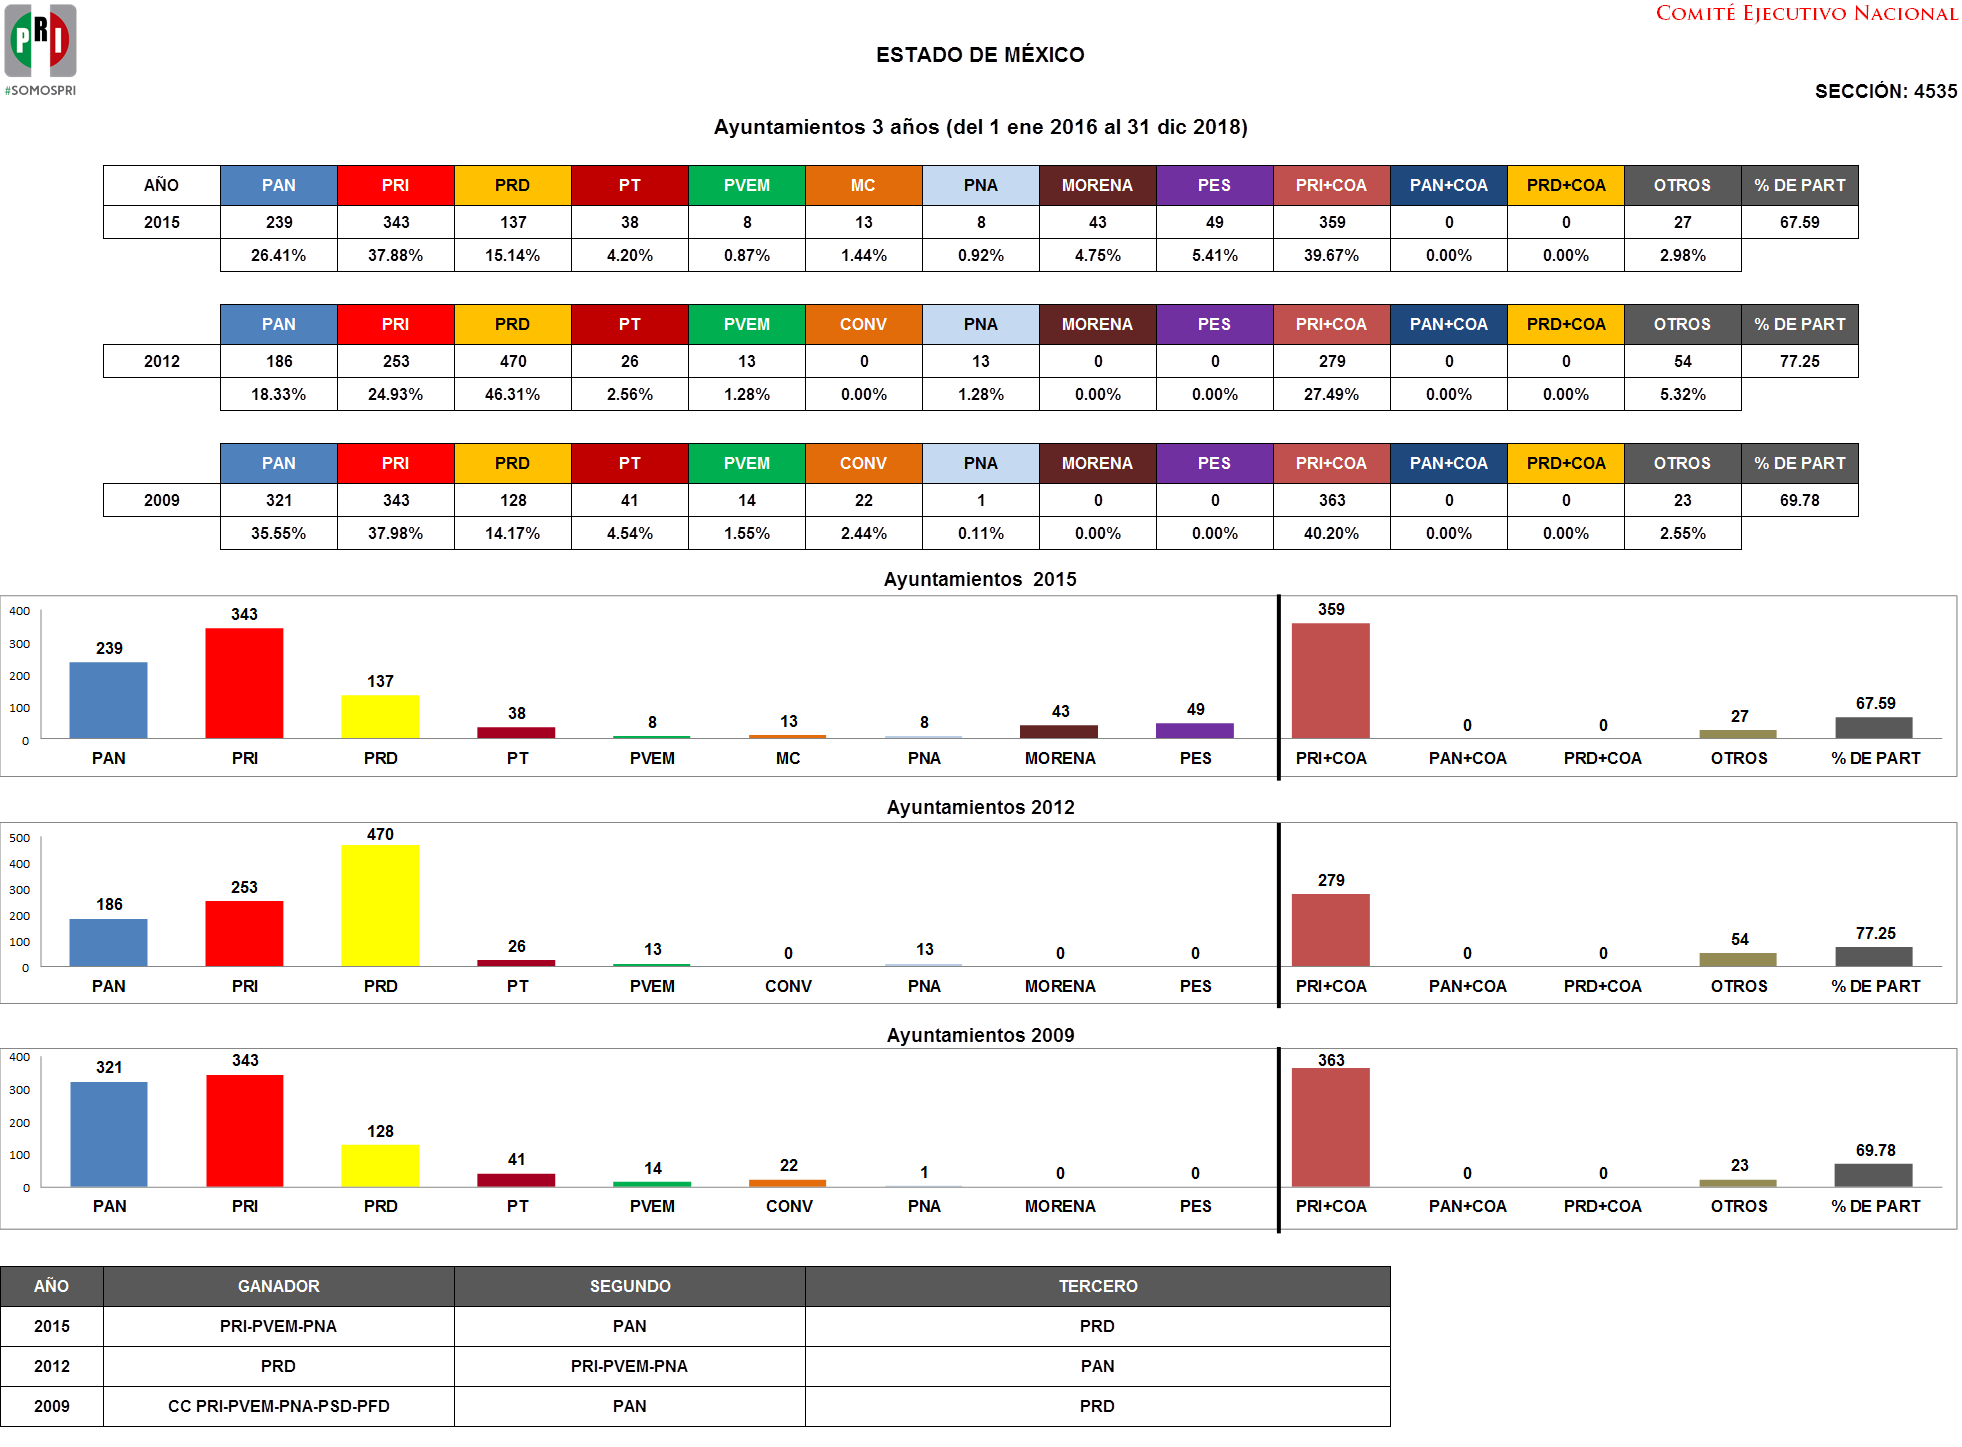 PRI
#SOMOSPRI
COMITÉ EJECUTIVO NACIONAL
ESTADO DE MÉXICO
SECCIÓN: 4535
Ayuntamientos 3 años (del 1 ene 2016 al 31 dic 2018)
AÑO PAN PRI PRD PT PVEM MC PNA MORENA PES PRI+COA PAN+COA PRD+COA OTROS % DE PART
2015 239 343 137 38 8 13 8 43 49 359 0 0 27 67.59
26.41% 37.88% 15.14% 4.20% 0.87% 1.44% 0.92% 4.75% 5.41% 39.67% 0.00% 0.00% 2.98%
PAN PRI PRD PT PVEM CONV PNA MORENA PES PRI+COA PAN+COA PRD+COA OTROS % DE PART
2012 186 253 470 26 13 0 13 0 0 279 0 0 54 77.25
18.33% 24.93% 46.31% 2.56% 1.28% 0.00% 1.28% 0.00% 0.00% 27.49% 0.00% 0.00% 5.32%
PAN PRI PRD PT PVEM CONV PNA MORENA PES PRI+COA PAN+COA PRD+COA OTROS % DE PART
2009 321 343 128 41 14 22 1 0 0 363 0 0 23 69.78
35.55% 37.98% 14.17% 4.54% 1.55% 2.44% 0.11% 0.00% 0.00% 40.20% 0.00% 0.00% 2.55%
Ayuntamientos 2015
400
300
200
100
0
239 343 137 38 8 13 8 43 49 359 0 0 27 67.59
PAN PRI PRD PT PVEM MC PNA MORENA PES PRI+COA PAN+COA PRD+COA OTROS % DE PART
Ayuntamientos 2012
500
400
300
200
100
0
186 253 470 26 13 0 13 0 0 279 0 0 54 77.25
PAN PRI PRD PT PVEM CONV PNA MORENA PES PRI+COA PAN+COA PRD+COA OTROS % DE PART
Ayuntamientos 2009
400
300
200
100
0
321 343 128 41 14 22 1 0 0 363 0 0 23 69.78
PAN PRI PRD PT PVEM CONV PNA MORENA PES PRI+COA PAN+COA PRD+COA OTROS % DE PART
AÑO GANADOR SEGUNDO TERCERO
2015 PRI-PVEM-PNA PAN PRD
2012 PRD PRI-PVEM-PNA PAN
2009 CC PRI-PVEM-PNA-PSD-PFD PAN PRD